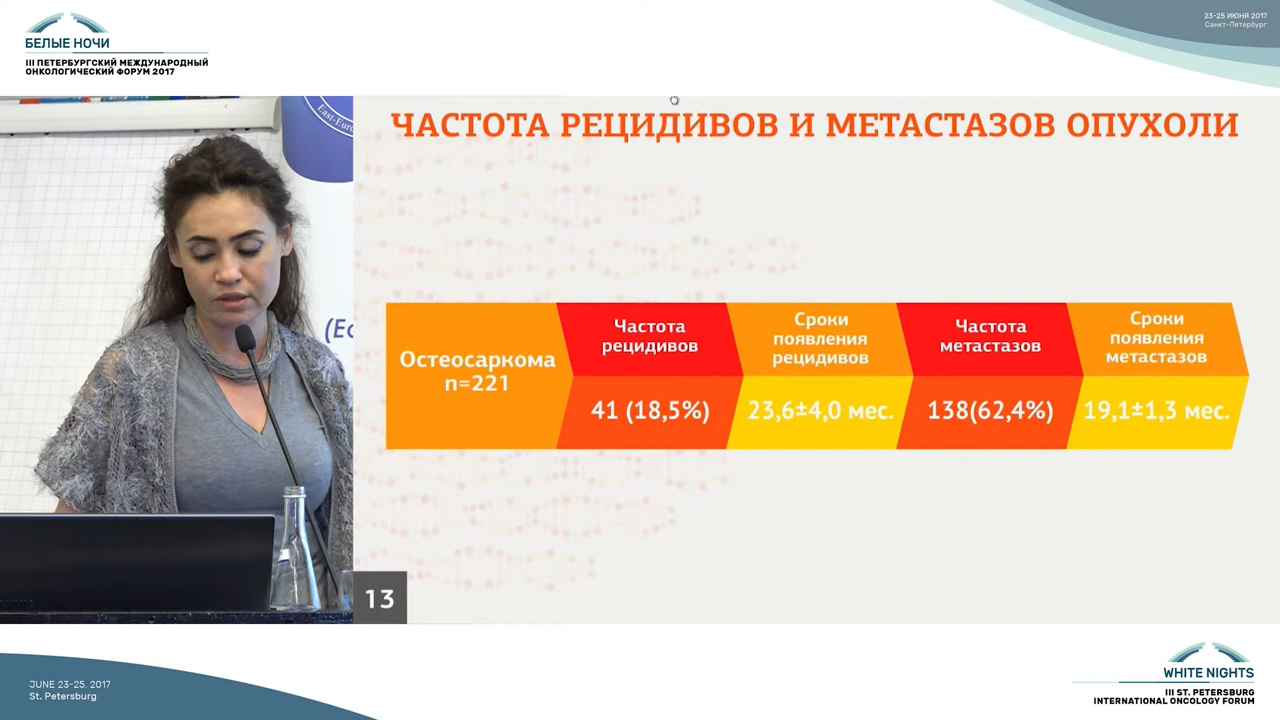 БЕЛЫЕ НОЧИ
III ПЕТЕРБУРГСКИЙ МЕЖДУНАРОДНЫЙ
ОНКОЛОГИЧЕСКИЙ ФОРУМ 2017
23-25 ИЮНЯ 2017
Санкт-Петербург
East-Euro
(Ec
ЧАСТОТА РЕЦИДИВОВ И МЕТАСТАЗОВ ОПУХОЛИ
Остеосаркома
n=221
Частота
рецидивов
41 (18,5%)
Сроки
появления
рецидивов
23,6±4,0 мес.
Частота
метастазов
138(62,4%)
Сроки
появления
метастазов
19,1±1,3 мес.
13
JUNE 23-25, 2017
St. Petersburg
WHITE NIGHTS
III ST. PETERSBURG
INTERNATIONAL ONCOLOGY FORUM